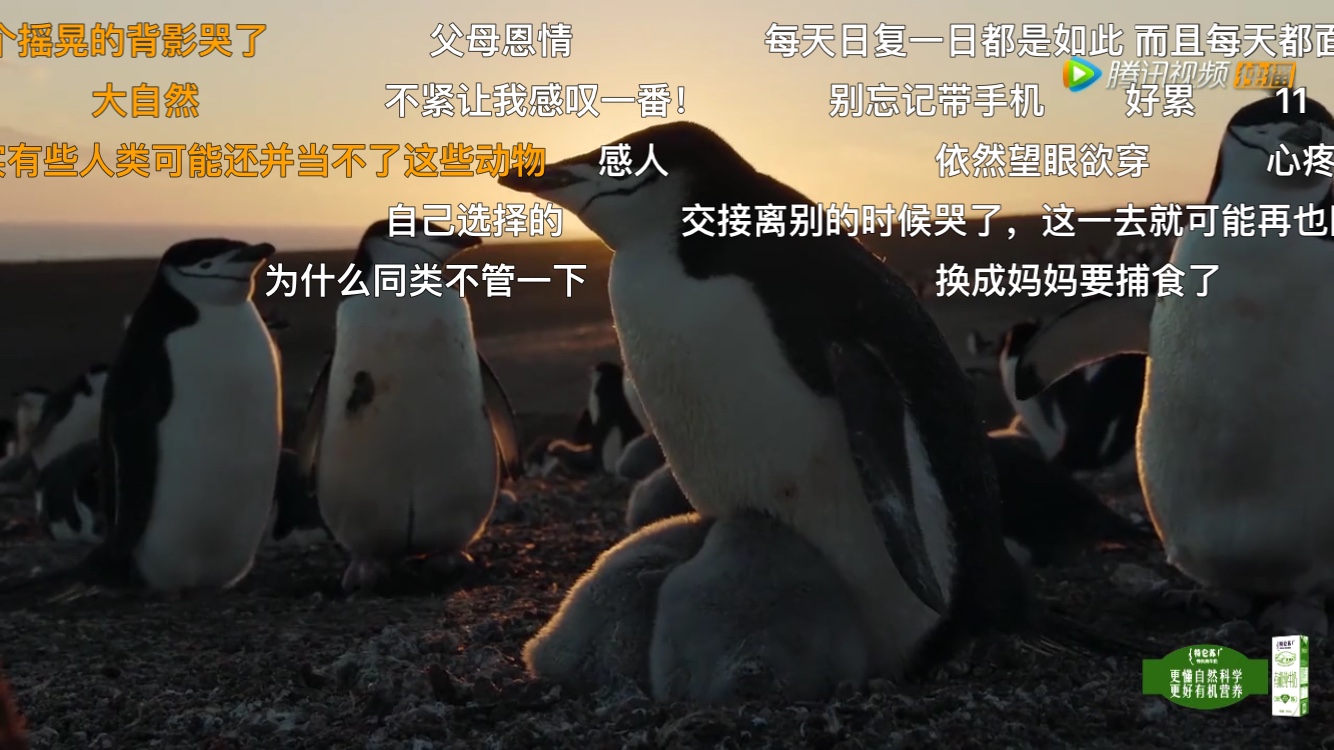 个摇晃的背影哭了 父母恩情 每天日复一日都是如此 而且每天都面
腾讯视频 独播
大自然 不紧让我感叹一番！ 别忘记带手机 好累 11
有些人类可能还并当不了这些动物 感人 依然望眼欲穿 心疼
自己选择的 交接离别的时候哭了，这一去就可能再也
为什么同类不管一下 换成妈妈要捕食了
特仑苏
更懂自然科学
更好有机营养